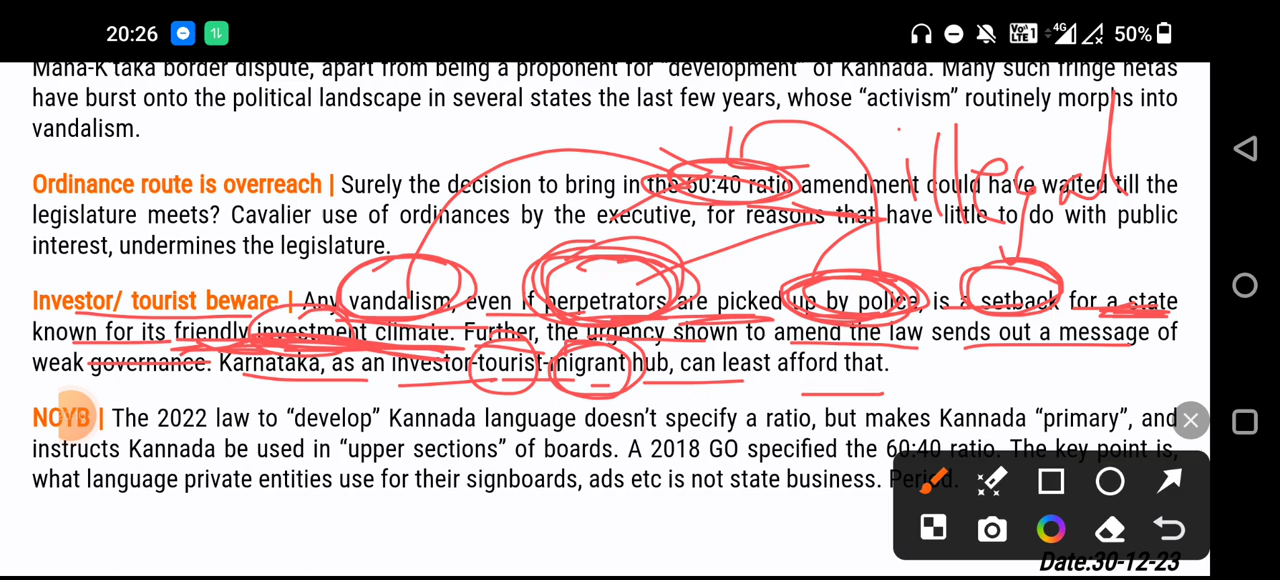 20:26
Vo))
LTE 1
4G
50%
Maha-K'taka border dispute, apart from being a proponent for "development" of Kannada. Many such fringe netas
have burst onto the political landscape in several states the last few years, whose "activism" routinely morphs into
vandalism.
illegal
Ordinance route is overreach | Surely the decision to bring in the 60:40 ratio amendment could have waited till the
legislature meets? Cavalier use of ordinances by the executive, for reasons that have little to do with public
interest, undermines the legislature.
Investor/ tourist beware | Any vandalism, even if perpetrators are picked up by police, is a setback for a state
known for its friendly investment climate. Further, the urgency shown to amend the law sends out a message of
weak governance. Karnataka, as an investor-tourist-migrant hub, can least afford that.
NOYB | The 2022 law to "develop" Kannada language doesn't specify a ratio, but makes Kannada "primary", and
instructs Kannada be used in "upper sections" of boards. A 2018 GO specified the 60:40 ratio. The key point is,
what language private entities use for their signboards, ads etc is not state business. Period.
Date:30-12-23